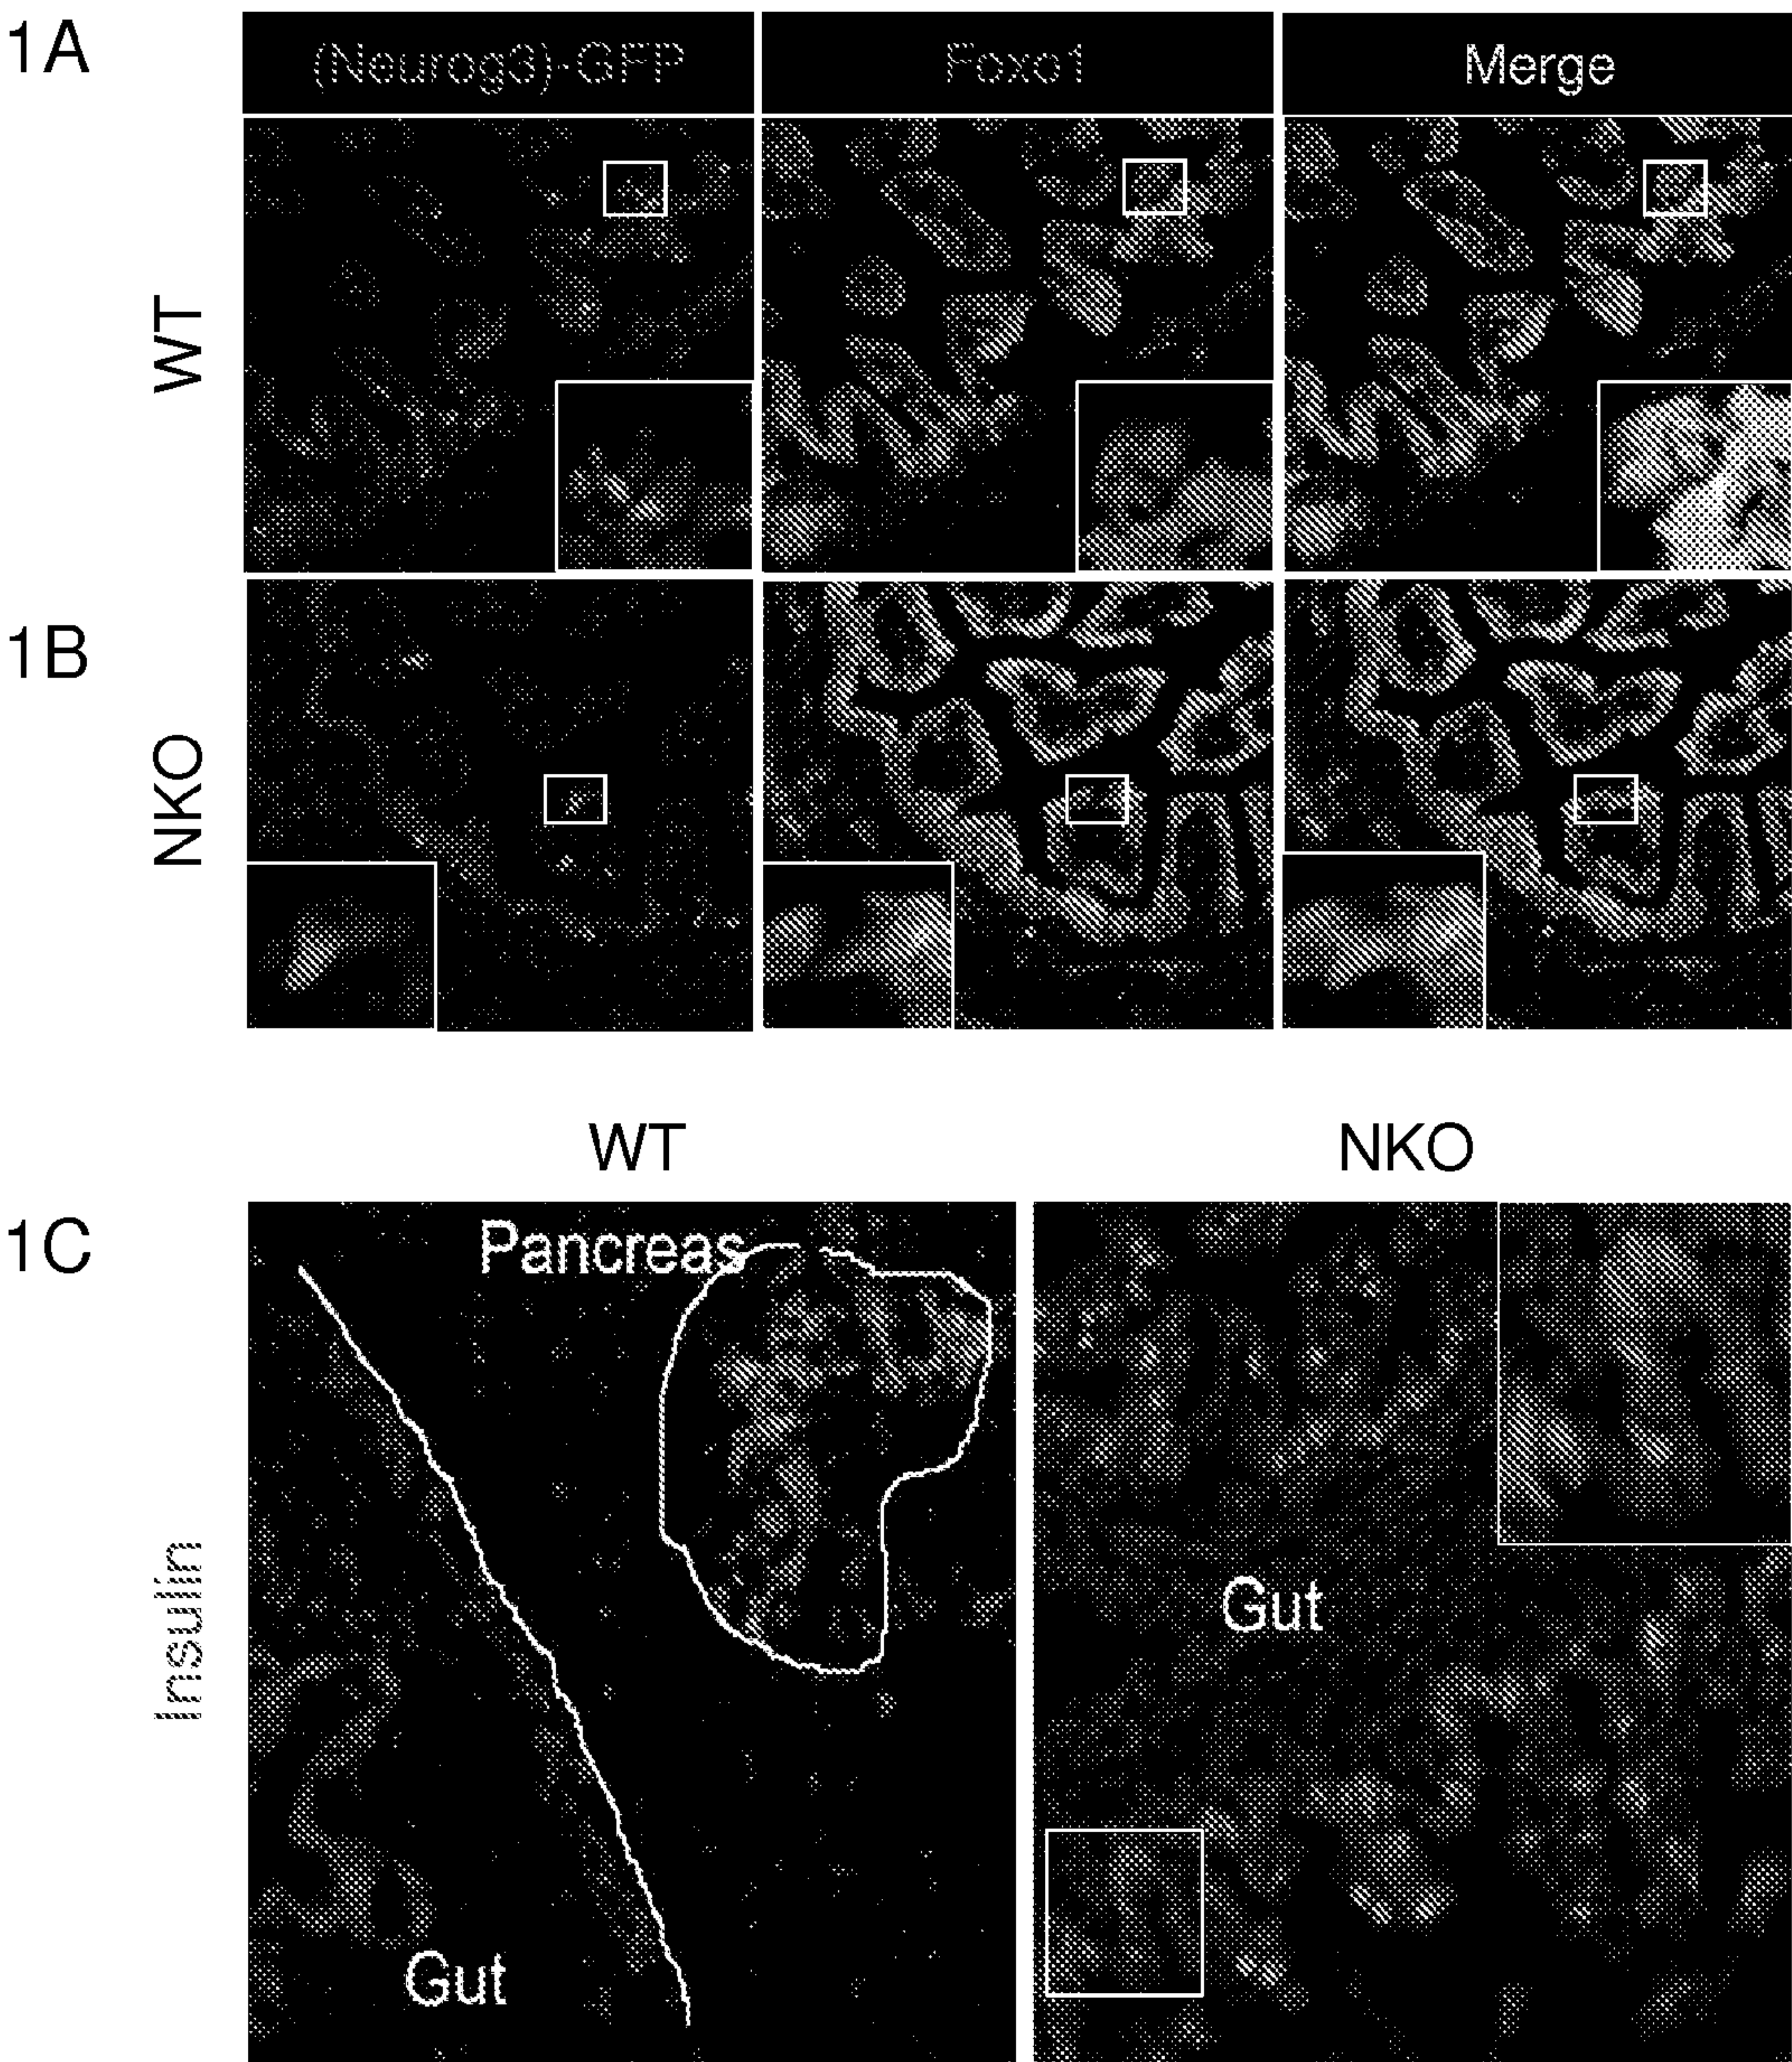 1A
(Neurog3)-GFP
Foxo1
Merge
WT
1B
NKO
WT
NKO
1C
Insulin
Pancreas
Gut
Gut